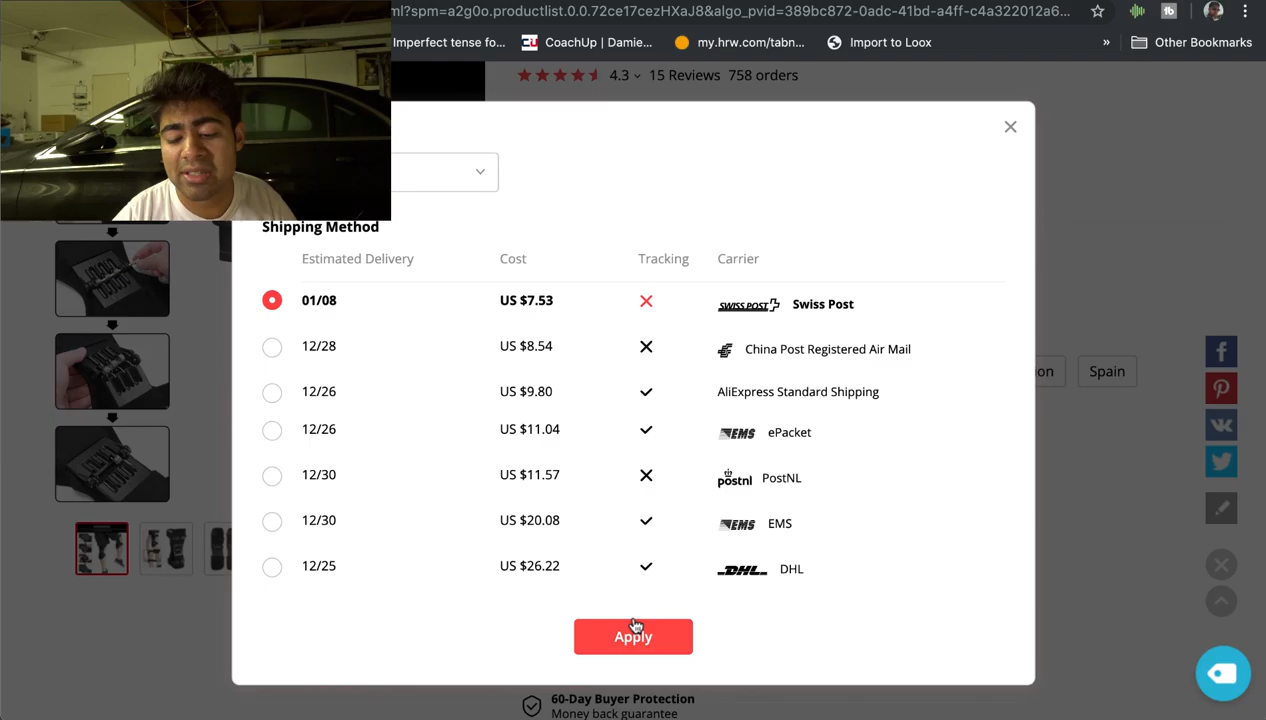 ml?spm=a2g0o.productlist.0.0.72ce17cezHXaJ8&algo_pvid=389bc872-0adc-41bd-a4ff-c4a322012a6...
Imperfect tense fo...
CU CoachUp | Damie...
my.hrw.com/tabn...
Import to Loox
»
Other Bookmarks
4.3
15 Reviews
758 orders
Shipping Method
Estimated Delivery Cost Tracking Carrier
01/08 US $7.53 SWISS POST Swiss Post
12/28 US $8.54 China Post Registered Air Mail
12/26 US $9.80 AliExpress Standard Shipping
12/26 US $11.04 EMS ePacket
12/30 US $11.57 postnl PostNL
12/30 US $20.08 EMS EMS
12/25 US $26.22 DHL DHL
on
Spain
Apply
60-Day Buyer Protection
Money back guarantee